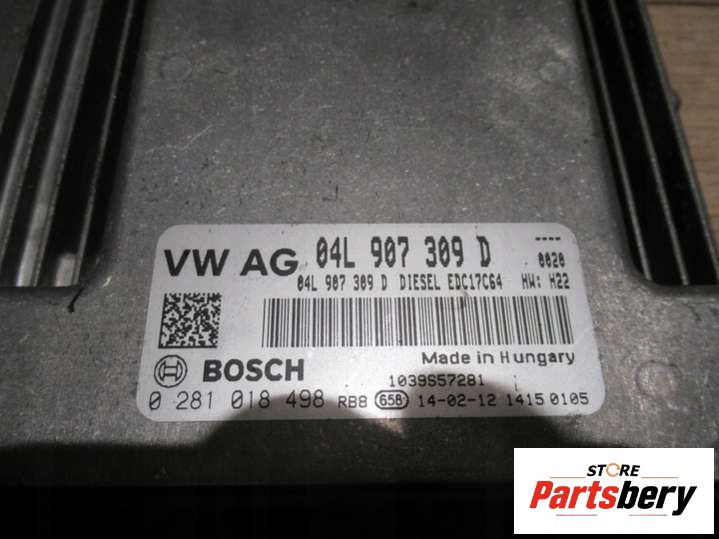 VW AG 04L 907 309 D ----
04L 907 309 D DIESEL EDC17C64 0020
HW: H22
Made in Hungary
BOSCH 1039S57281
0 281 018 498 RB8 658 14-02-12 1415 0105
STORE
Partsbery